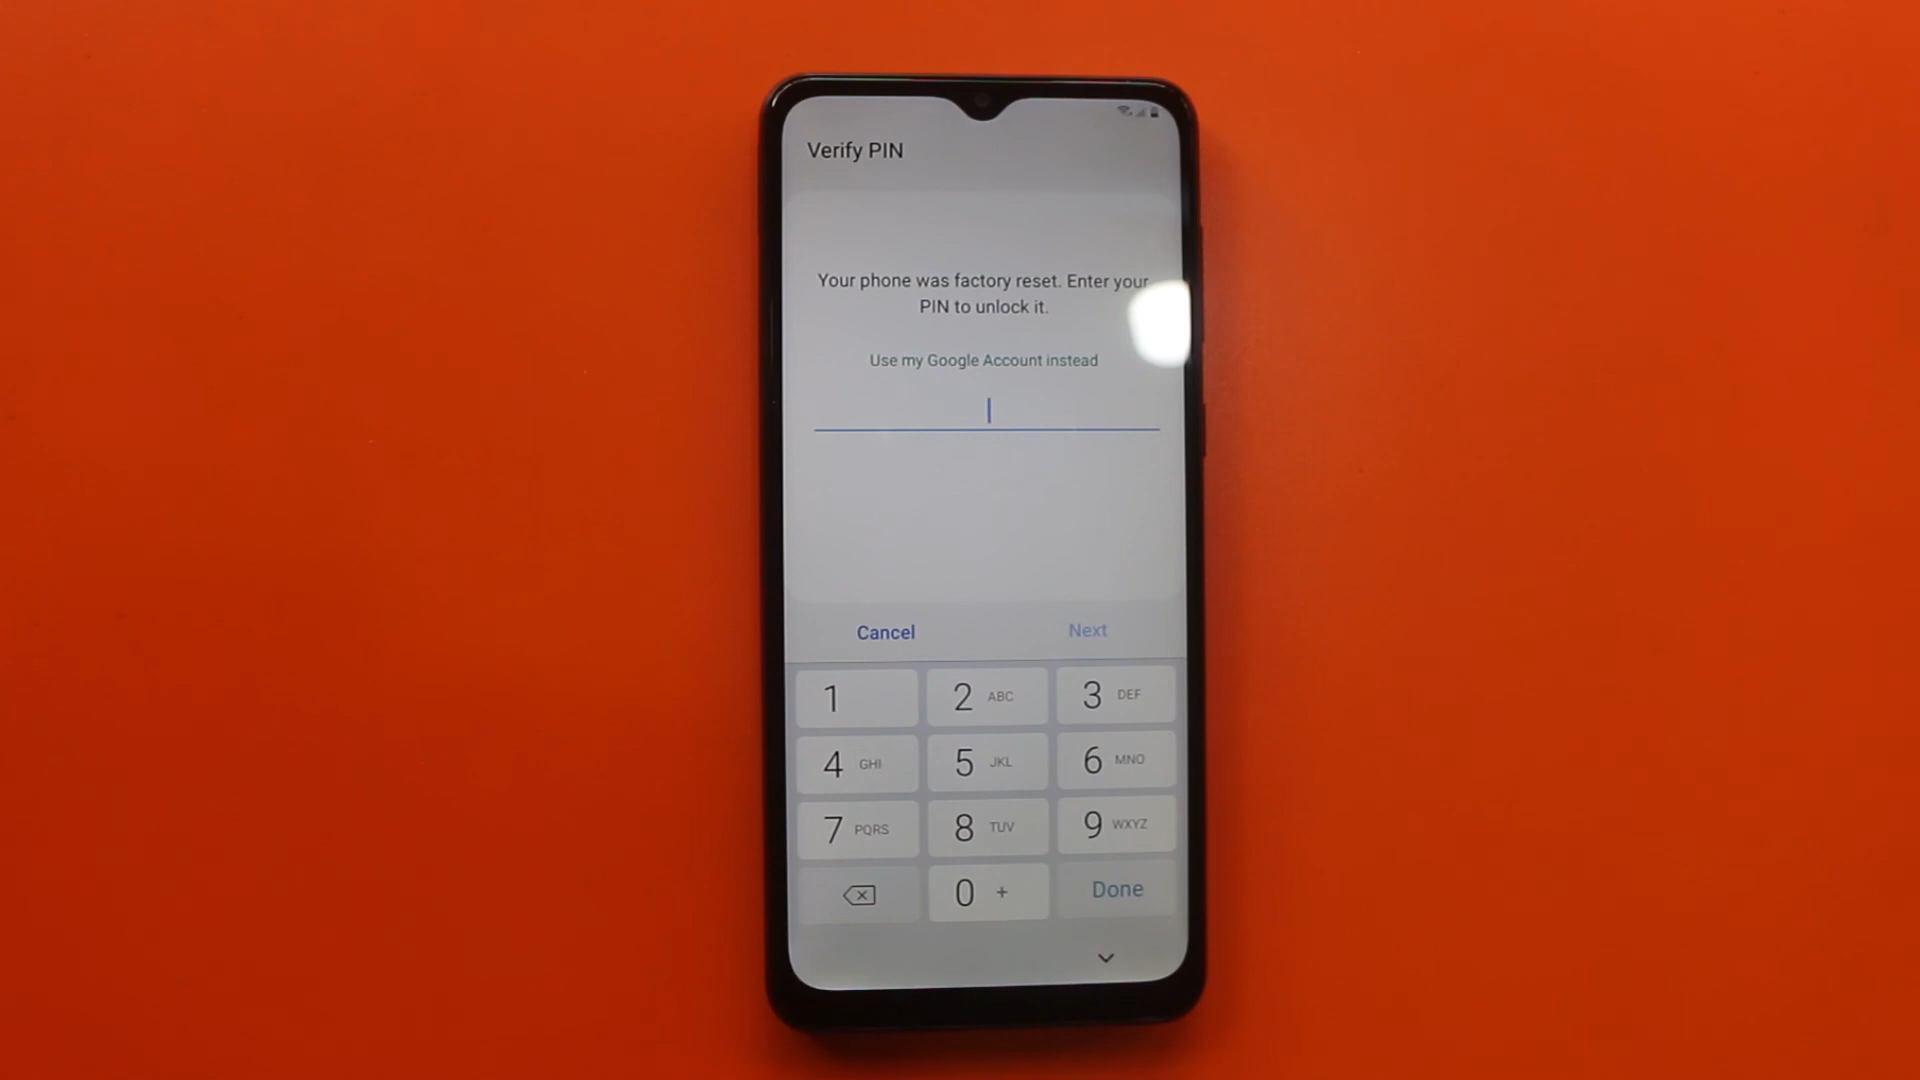 Verify PIN
Your phone was factory reset. Enter your
PIN to unlock it.
Use my Google Account instead
Cancel Next
1 2 ABC 3 DEF
4 GHI 5 JKL 6 MNO
7 PQRS 8 TUV 9 WXYZ
0 + Done